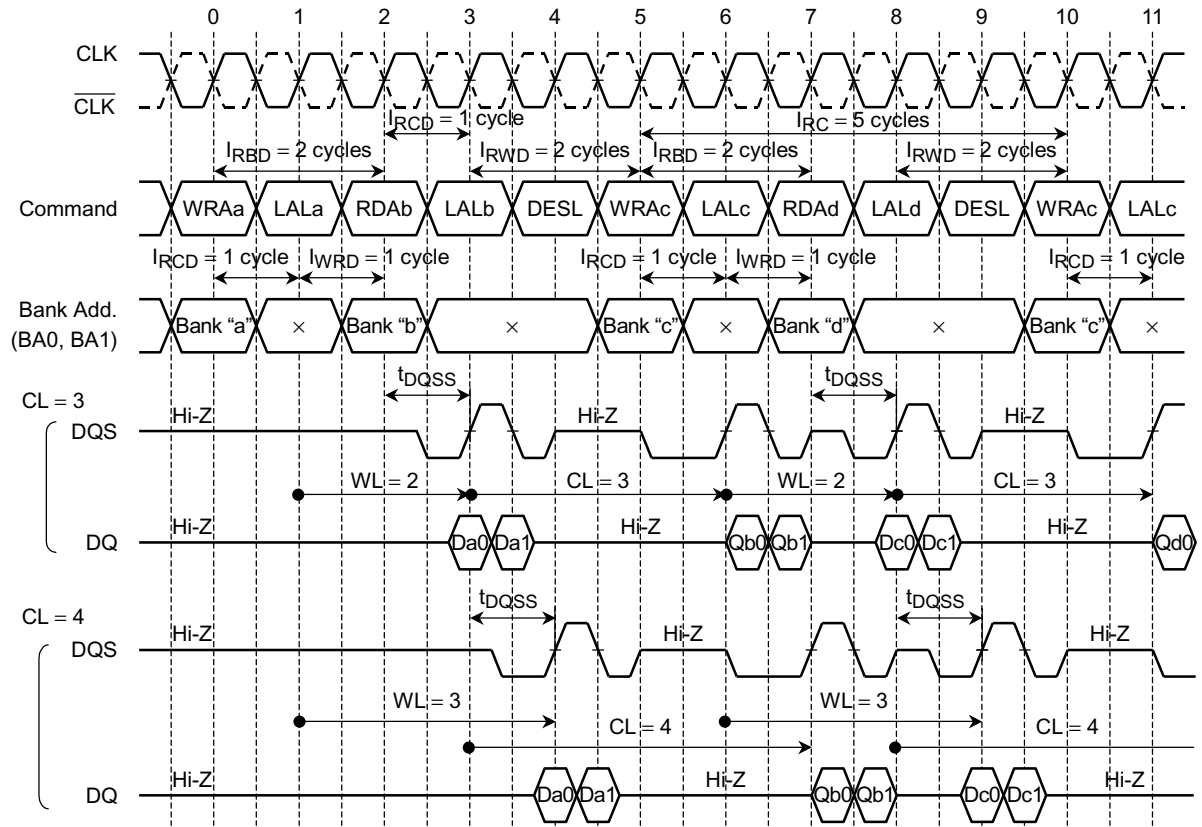 0 1 2 3 4 5 6 7 8 9 10 11
CLK
CLK
IRCD = 1 cycle
IRC = 5 cycles
IRBD = 2 cycles IRWD = 2 cycles IRBD = 2 cycles IRWD = 2 cycles
Command WRAa LALa RDAb LALb DESL WRAc LALc RDAd LALd DESL WRAc LALc
IRCD = 1 cycle IWRD = 1 cycle IRCD = 1 cycle IWRD = 1 cycle IRCD = 1 cycle
Bank Add.
(BA0, BA1)
Bank “a” × Bank “b” × Bank “c” × Bank “d” × Bank “c” ×
tDQSS tDQSS
CL = 3
Hi-Z Hi-Z Hi-Z
DQS
WL = 2 CL = 3 WL = 2 CL = 3
Hi-Z Hi-Z Hi-Z
DQ Da0 Da1 Qb0 Qb1 Dc0 Dc1 Qd0
tDQSS tDQSS
CL = 4
Hi-Z Hi-Z Hi-Z
DQS
WL = 3 WL = 3
CL = 4 CL = 4
Hi-Z Hi-Z Hi-Z
DQ Da0 Da1 Qb0 Qb1 Dc0 Dc1